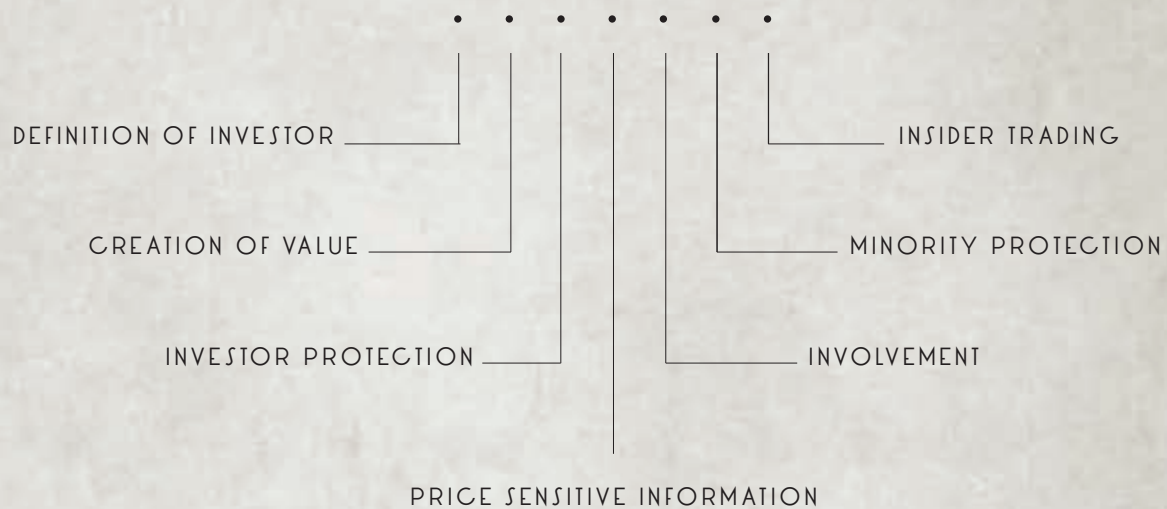 DEFINITION OF INVESTOR
INSIDER TRADING
CREATION OF VALUE
MINORITY PROTECTION
INVESTOR PROTECTION
INVOLVEMENT
PRICE SENSITIVE INFORMATION